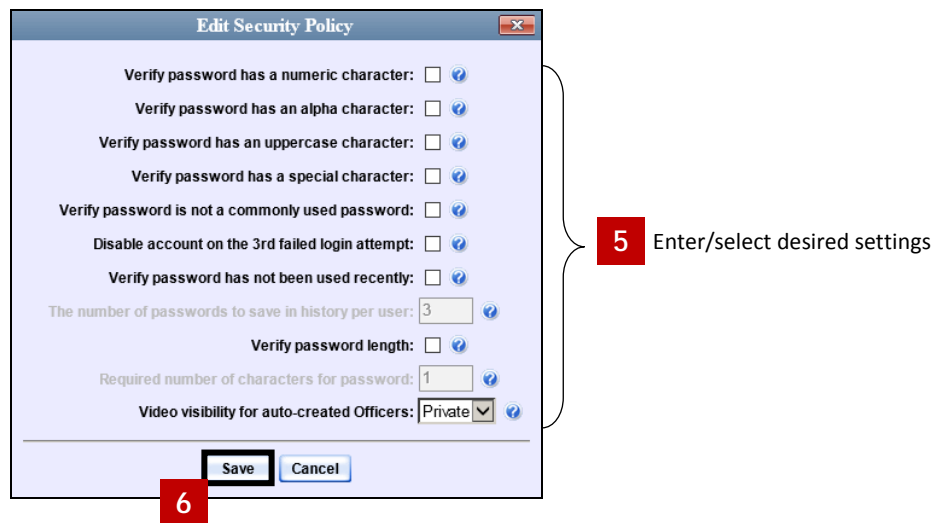 Edit Security Policy
Verify password has a numeric character:
Verify password has an alpha character:
Verify password has an uppercase character:
Verify password has a special character:
Verify password is not a commonly used password:
Disable account on the 3rd failed login attempt:
Verify password has not been used recently:
The number of passwords to save in history per user: 3
Verify password length:
Required number of characters for password: 1
Video visibility for auto-created Officers: Private
5 Enter/select desired settings
Save Cancel
6